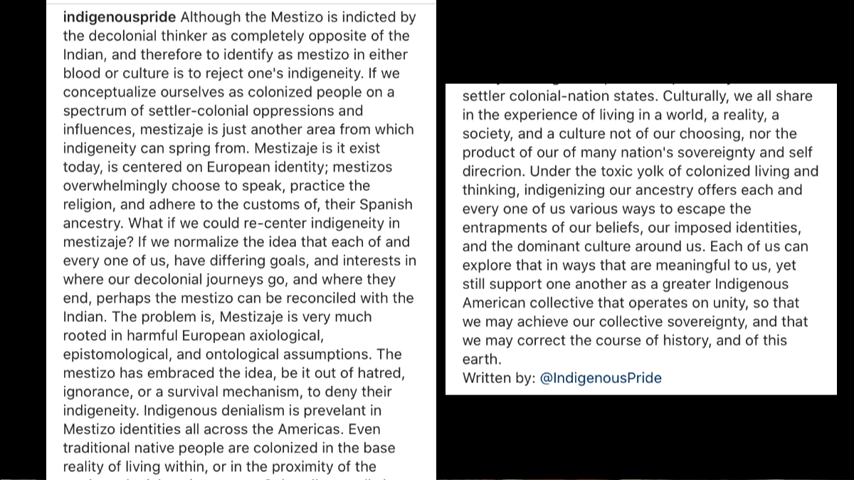 indigenouspride Although the Mestizo is indicted by
the decolonial thinker as completely opposite of the
Indian, and therefore to identify as mestizo in either
blood or culture is to reject one's indigeneity. If we
conceptualize ourselves as colonized people on a
spectrum of settler-colonial oppressions and
influences, mestizaje is just another area from which
indigeneity can spring from. Mestizaje is it exist
today, is centered on European identity; mestizos
overwhelmingly choose to speak, practice the
religion, and adhere to the customs of, their Spanish
ancestry. What if we could re-center indigeneity in
mestizaje? If we normalize the idea that each of and
every one of us, have differing goals, and interests in
where our decolonial journeys go, and where they
end, perhaps the mestizo can be reconciled with the
Indian. The problem is, Mestizaje is very much
rooted in harmful European axiological,
epistomological, and ontological assumptions. The
mestizo has embraced the idea, be it out of hatred,
ignorance, or a survival mechanism, to deny their
indigeneity. Indigenous denialism is prevelant in
Mestizo identities all across the Americas. Even
traditional native people are colonized in the base
reality of living within, or in the proximity of the
settler colonial-nation states. Culturally, we all share
in the experience of living in a world, a reality, a
society, and a culture not of our choosing, nor the
product of our of many nation's sovereignty and self
direcrion. Under the toxic yolk of colonized living and
thinking, indigenizing our ancestry offers each and
every one of us various ways to escape the
entrapments of our beliefs, our imposed identities,
and the dominant culture around us. Each of us can
explore that in ways that are meaningful to us, yet
still support one another as a greater Indigenous
American collective that operates on unity, so that
we may achieve our collective sovereignty, and that
we may correct the course of history, and of this
earth.
Written by: @IndigenousPride